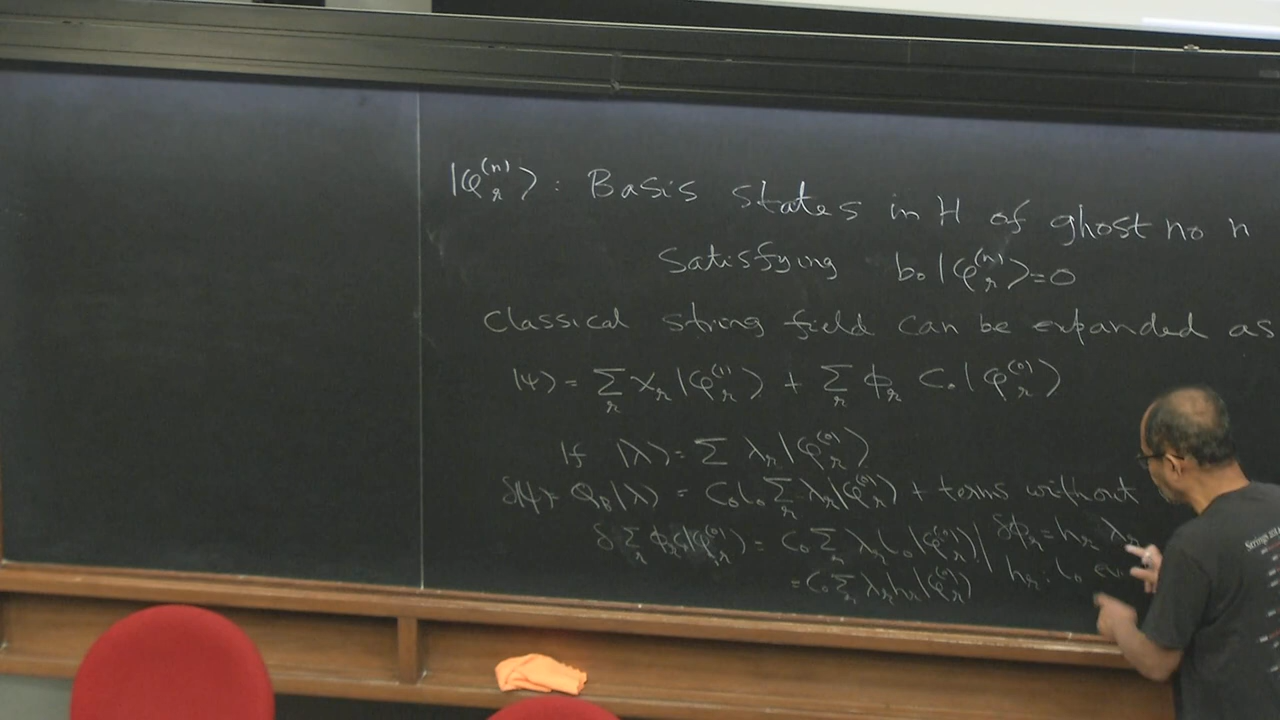 |φ_r^{(n)}⟩ : Basis states in H of ghost no n
satisfying b₀|φ_r^{(n)}⟩=0
Classical string field can be expanded as
|ψ⟩ = Σ_r χ_r |φ_r^{(1)}⟩ + Σ_r ϕ_r C₀|φ_r^{(0)}⟩
If |λ⟩ = Σ λ_r |φ_r^{(0)}⟩
δ|ψ⟩ = Q_B|λ⟩ = C₀L₀ Σ_r λ_r|φ_r^{(0)}⟩ + terms without
δ Σ_r ϕ_r C₀|φ_r^{(0)}⟩ = C₀ Σ_r λ_r L₀ |φ_r^{(0)}⟩ | δϕ_r = h_r λ_r
= C₀ Σ_r λ_r h_r |φ_r^{(0)}⟩ | h_r : L₀
Strings